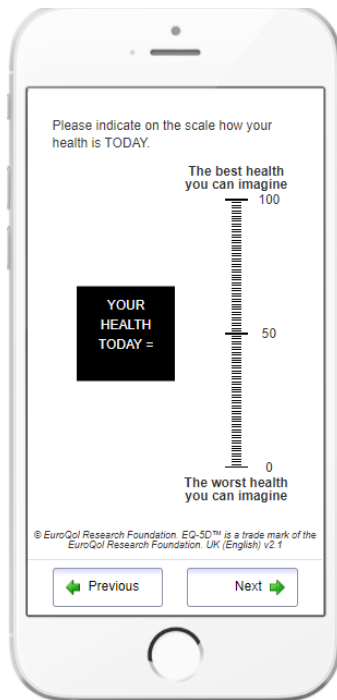 Please indicate on the scale how your
health is TODAY.
The best health
you can imagine
100
YOUR
HEALTH
TODAY =
50
0
The worst health
you can imagine
© EuroQol Research Foundation. EQ-5D™ is a trade mark of the
EuroQol Research Foundation. UK (English) v2.1
Previous
Next